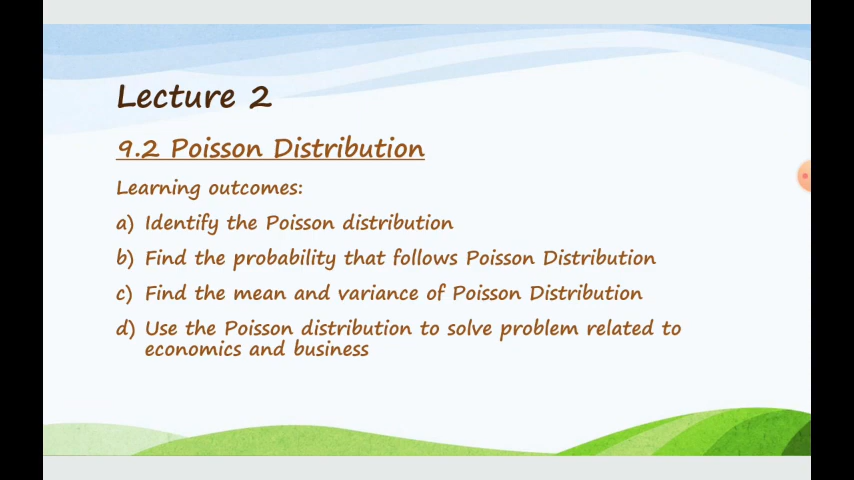 Lecture 2
9.2 Poisson Distribution
Learning outcomes:
a) Identify the Poisson distribution
b) Find the probability that follows Poisson Distribution
c) Find the mean and variance of Poisson Distribution
d) Use the Poisson distribution to solve problem related to
economics and business